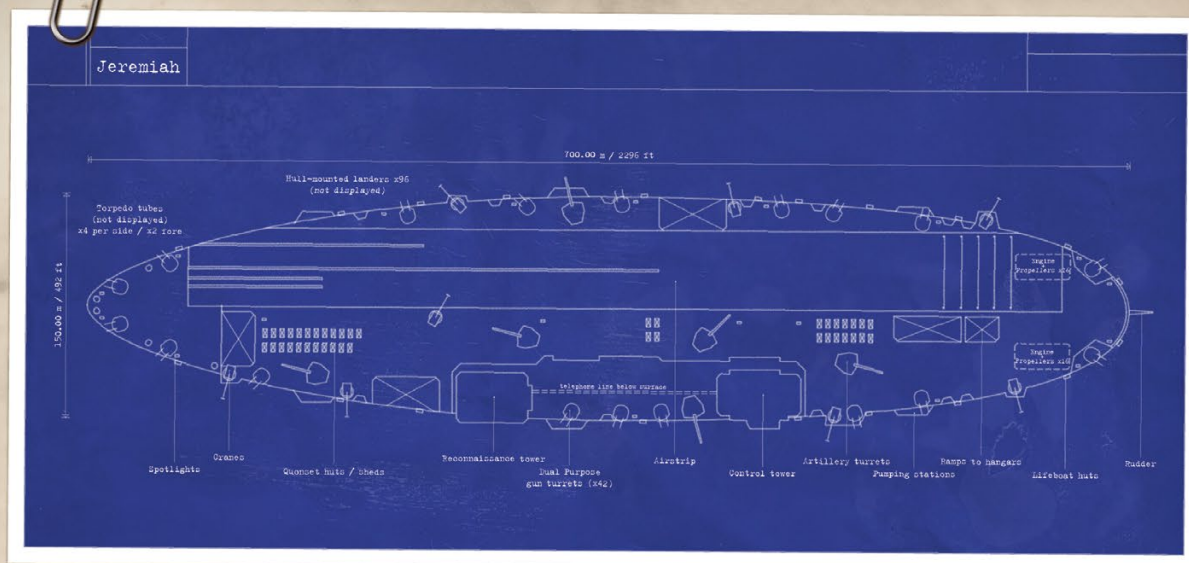 Jeremiah
700.00 m / 2296 ft
Hull-mounted landers x96
(not displayed)
Torpedo tubes
(not displayed)
x4 per side / x2 fore
150.00 m / 492 ft
Engine
Propellers x16
telephone line below surface
Engine
Propellers x16
Spotlights
Cranes
Quonset huts / sheds
Reconnaissance tower
Dual Purpose
gun turrets (x42)
Airstrip
Control tower
Artillery turrets
Pumping stations
Ramps to hangars
Lifeboat huts
Rudder